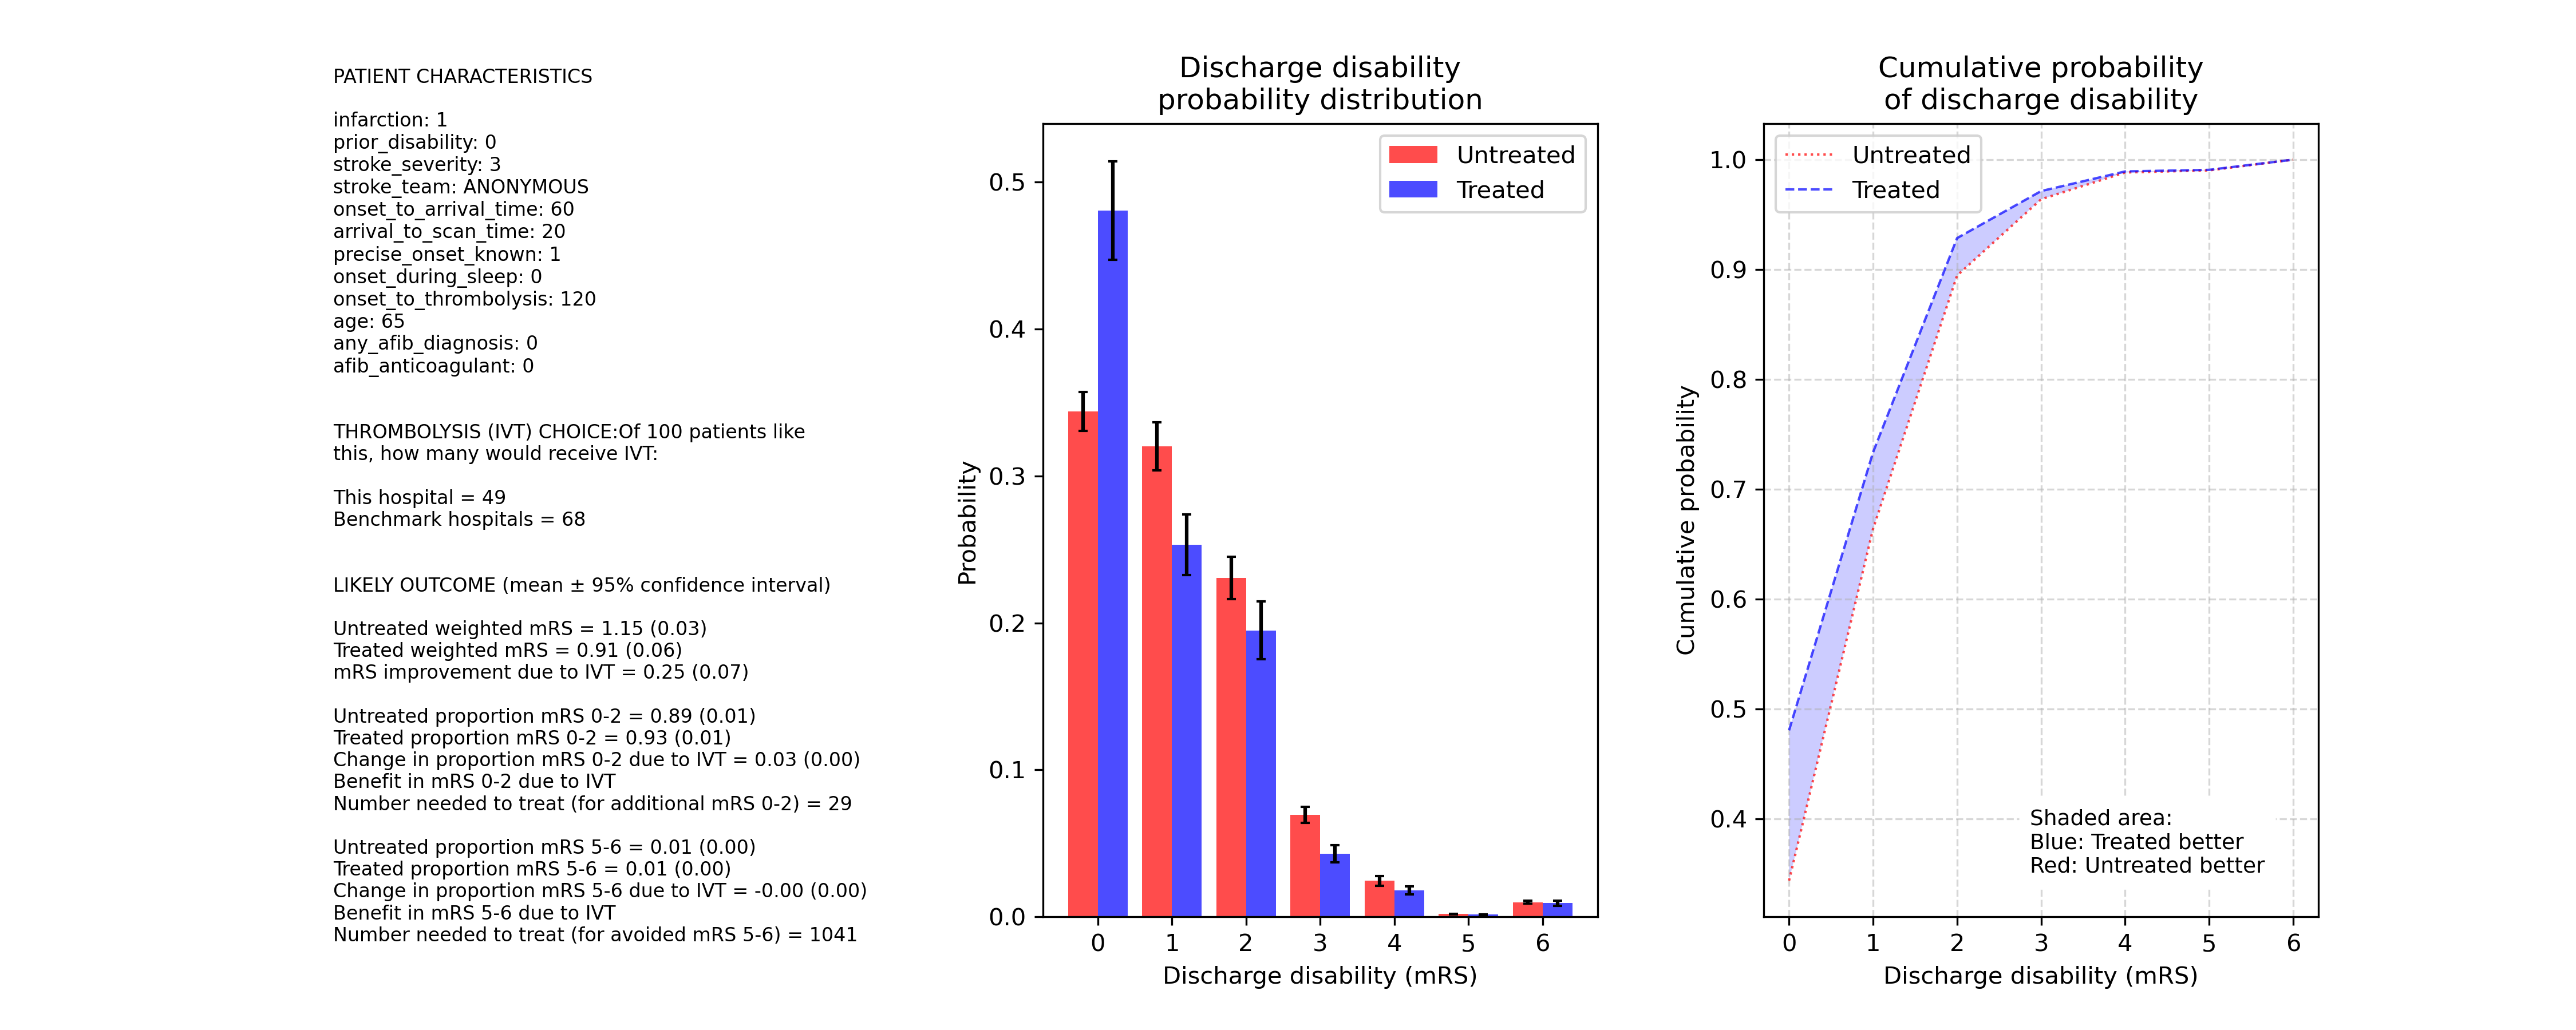 PATIENT CHARACTERISTICS
infarction: 1
prior_disability: 0
stroke_severity: 3
stroke_team: ANONYMOUS
onset_to_arrival_time: 60
arrival_to_scan_time: 20
precise_onset_known: 1
onset_during_sleep: 0
onset_to_thrombolysis: 120
age: 65
any_afib_diagnosis: 0
afib_anticoagulant: 0
THROMBOLYSIS (IVT) CHOICE:Of 100 patients like
this, how many would receive IVT:
This hospital = 49
Benchmark hospitals = 68
LIKELY OUTCOME (mean ± 95% confidence interval)
Untreated weighted mRS = 1.15 (0.03)
Treated weighted mRS = 0.91 (0.06)
mRS improvement due to IVT = 0.25 (0.07)
Untreated proportion mRS 0-2 = 0.89 (0.01)
Treated proportion mRS 0-2 = 0.93 (0.01)
Change in proportion mRS 0-2 due to IVT = 0.03 (0.00)
Benefit in mRS 0-2 due to IVT
Number needed to treat (for additional mRS 0-2) = 29
Untreated proportion mRS 5-6 = 0.01 (0.00)
Treated proportion mRS 5-6 = 0.01 (0.00)
Change in proportion mRS 5-6 due to IVT = -0.00 (0.00)
Benefit in mRS 5-6 due to IVT
Number needed to treat (for avoided mRS 5-6) = 1041
Discharge disability
probability distribution
Untreated
Treated
Probability
0.5
0.4
0.3
0.2
0.1
0.0
0 1 2 3 4 5 6
Discharge disability (mRS)
Cumulative probability
of discharge disability
Untreated
Treated
Cumulative probability
1.0
0.9
0.8
0.7
0.6
0.5
0.4
Shaded area:
Blue: Treated better
Red: Untreated better
0 1 2 3 4 5 6
Discharge disability (mRS)